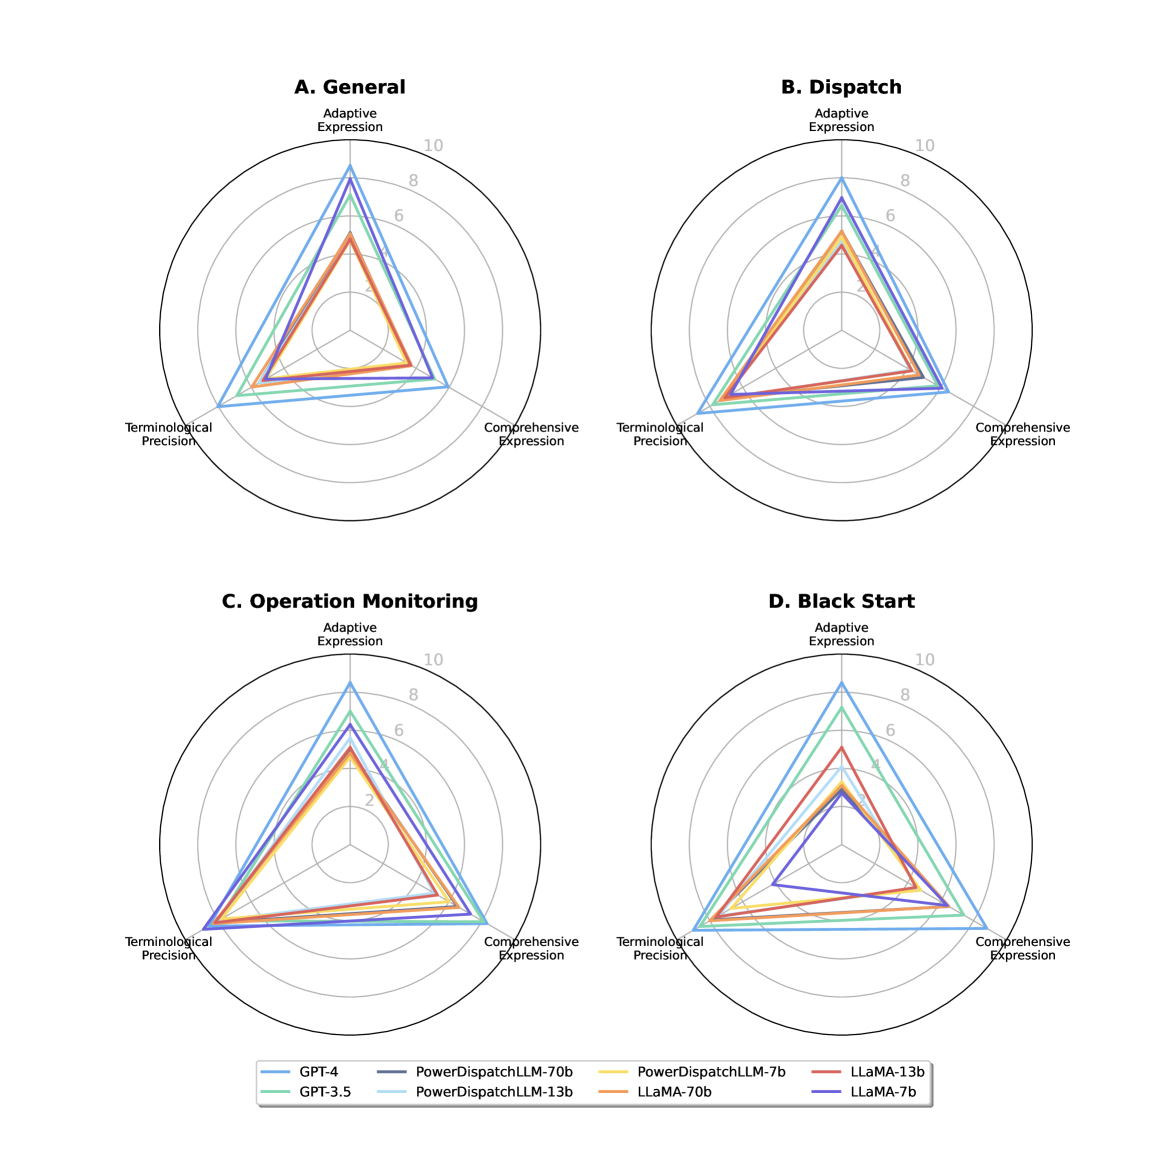 A. General
Adaptive
Expression
10
8
6
4
2
Terminological
Precision
Comprehensive
Expression
B. Dispatch
Adaptive
Expression
10
8
6
4
2
Terminological
Precision
Comprehensive
Expression
C. Operation Monitoring
Adaptive
Expression
10
8
6
4
2
Terminological
Precision
Comprehensive
Expression
D. Black Start
Adaptive
Expression
10
8
6
4
2
Terminological
Precision
Comprehensive
Expression
GPT-4 PowerDispatchLLM-70b PowerDispatchLLM-7b LLaMA-13b
GPT-3.5 PowerDispatchLLM-13b LLaMA-70b LLaMA-7b